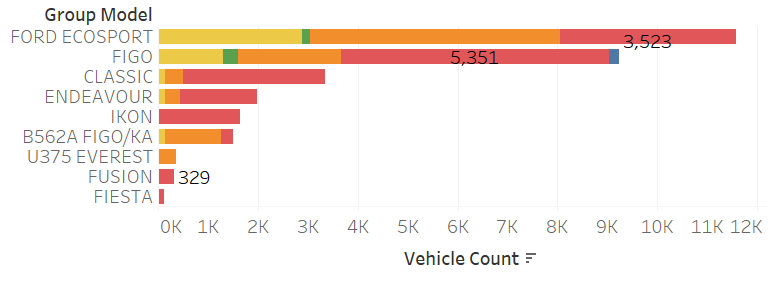 Group Model
FORD ECOSPORT
3,523
FIGO
5,351
CLASSIC
ENDEAVOUR
IKON
B562A FIGO/KA
U375 EVEREST
FUSION
329
FIESTA
0K 1K 2K 3K 4K 5K 6K 7K 8K 9K 10K 11K 12K
Vehicle Count